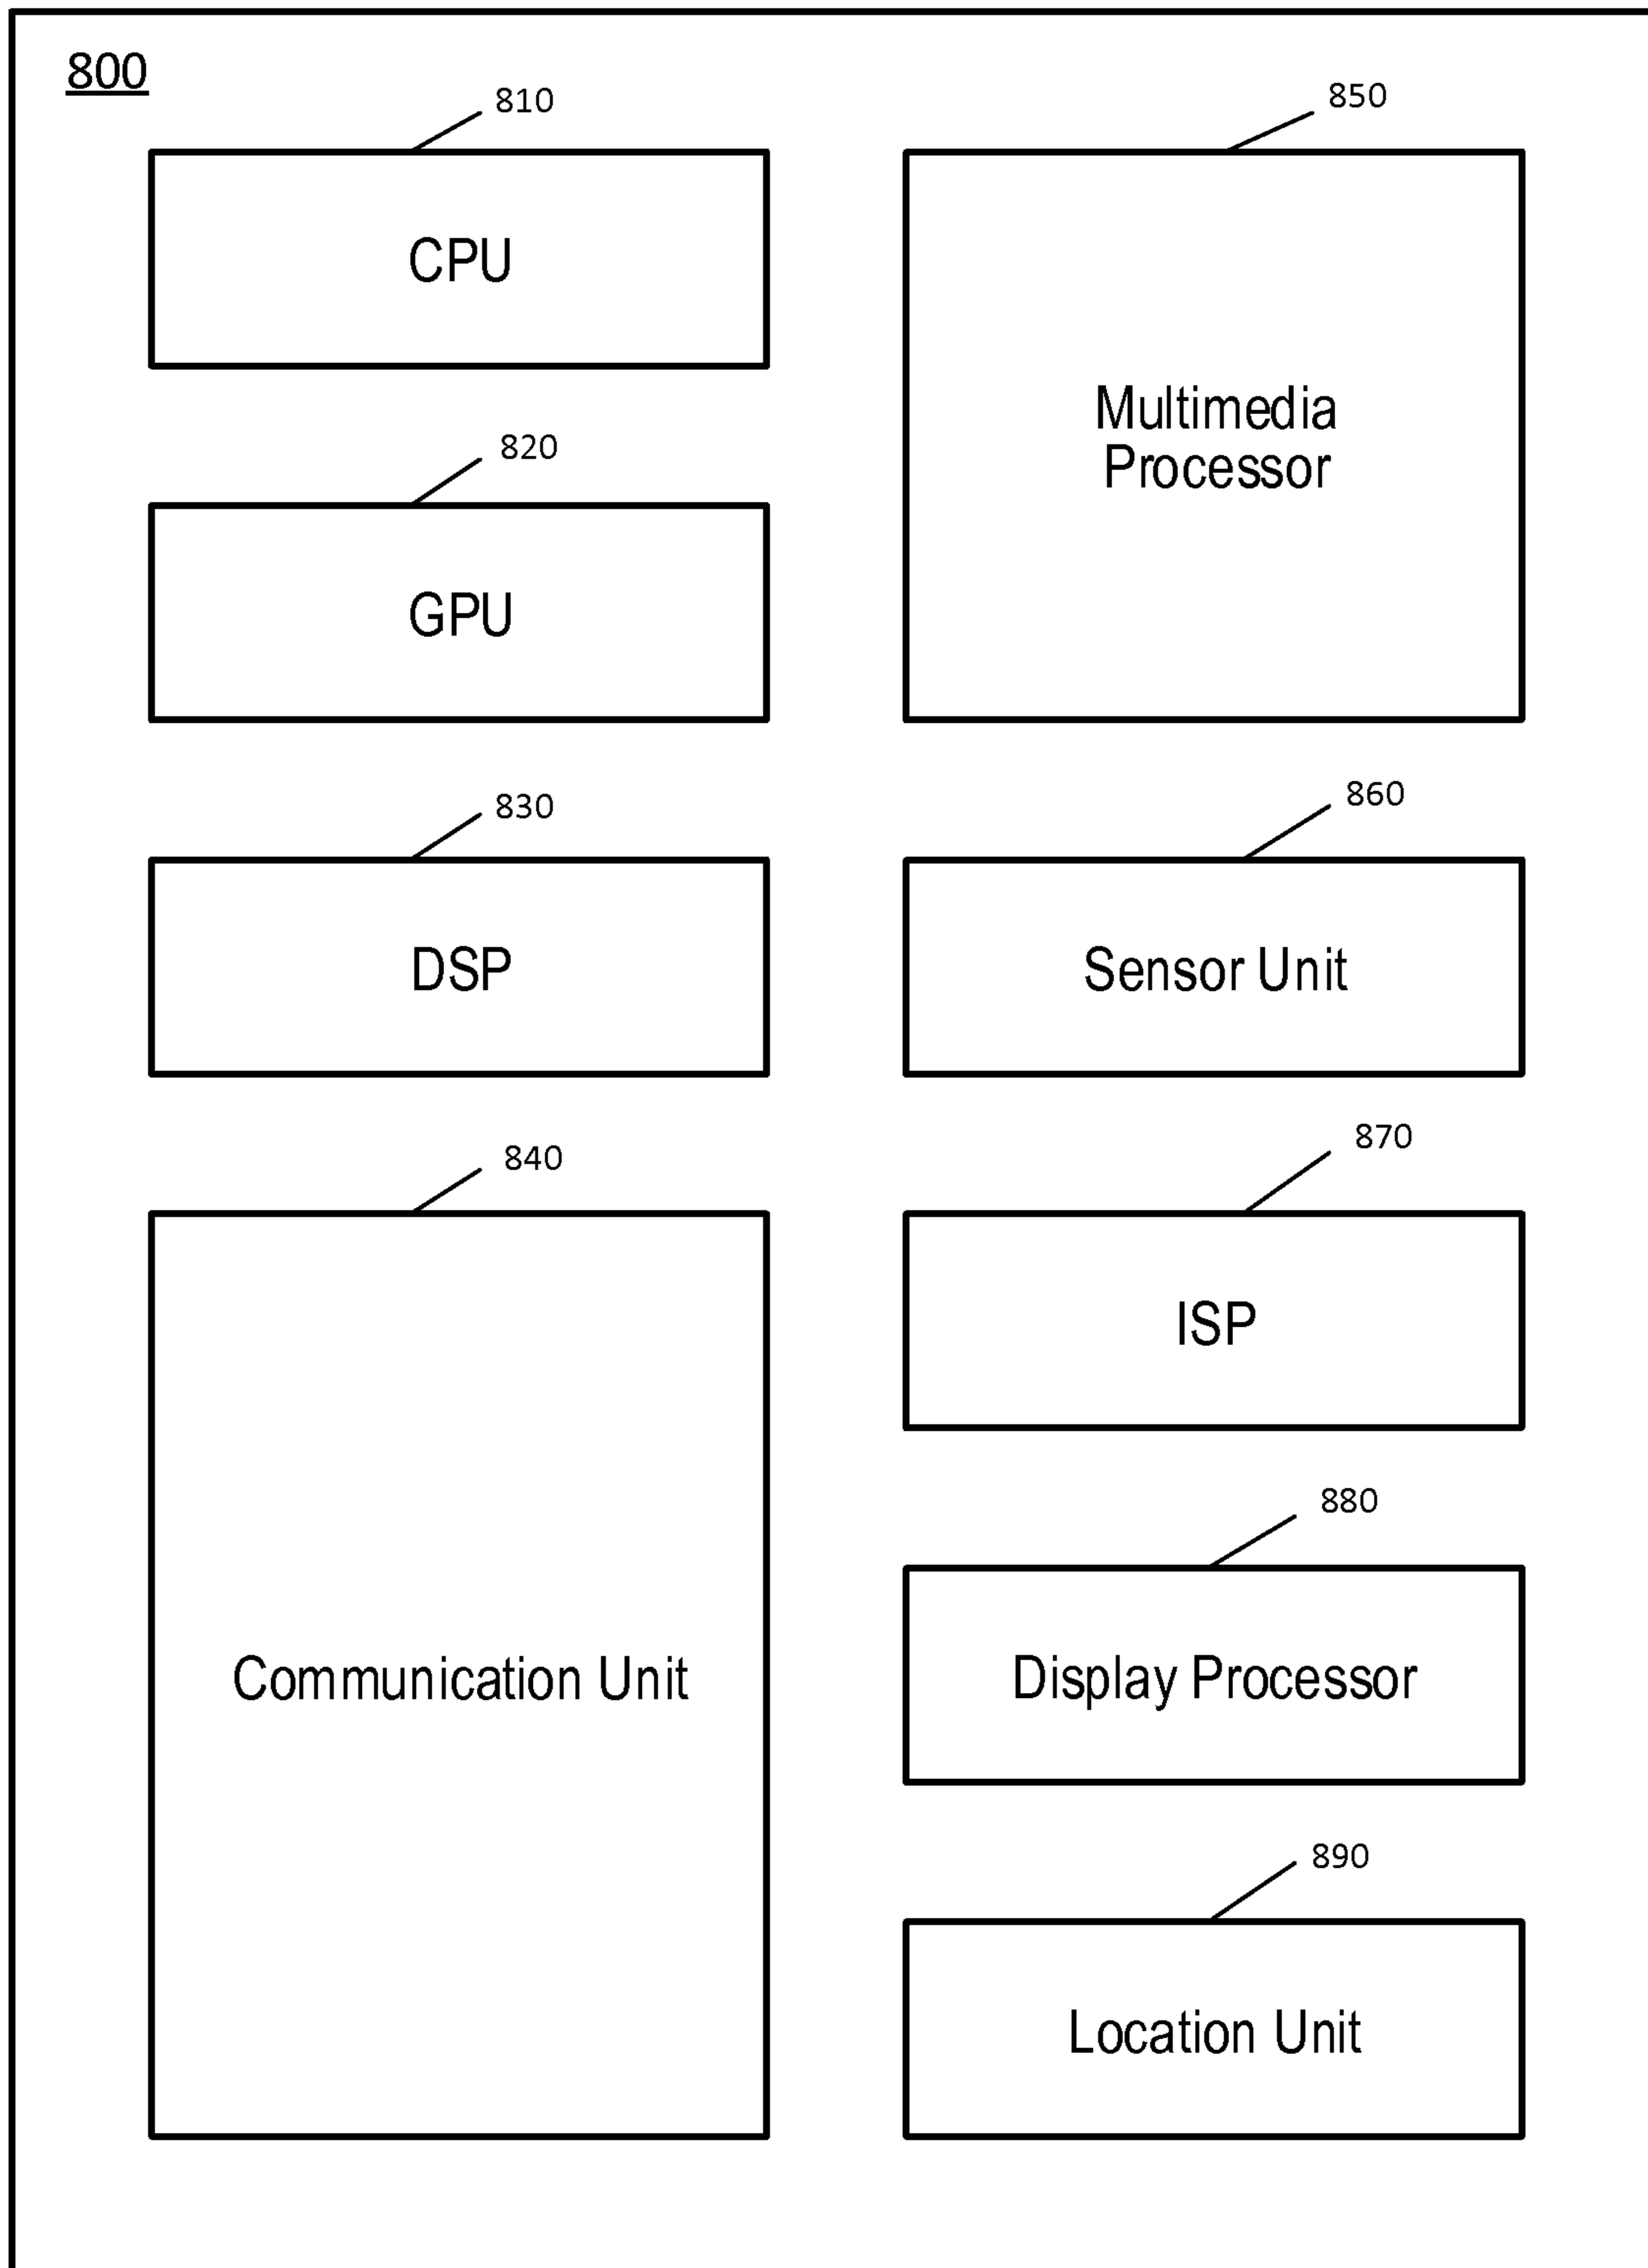 800
810
CPU
820
GPU
830
DSP
840
Communication Unit
850
Multimedia
Processor
860
Sensor Unit
870
ISP
880
Display Processor
890
Location Unit